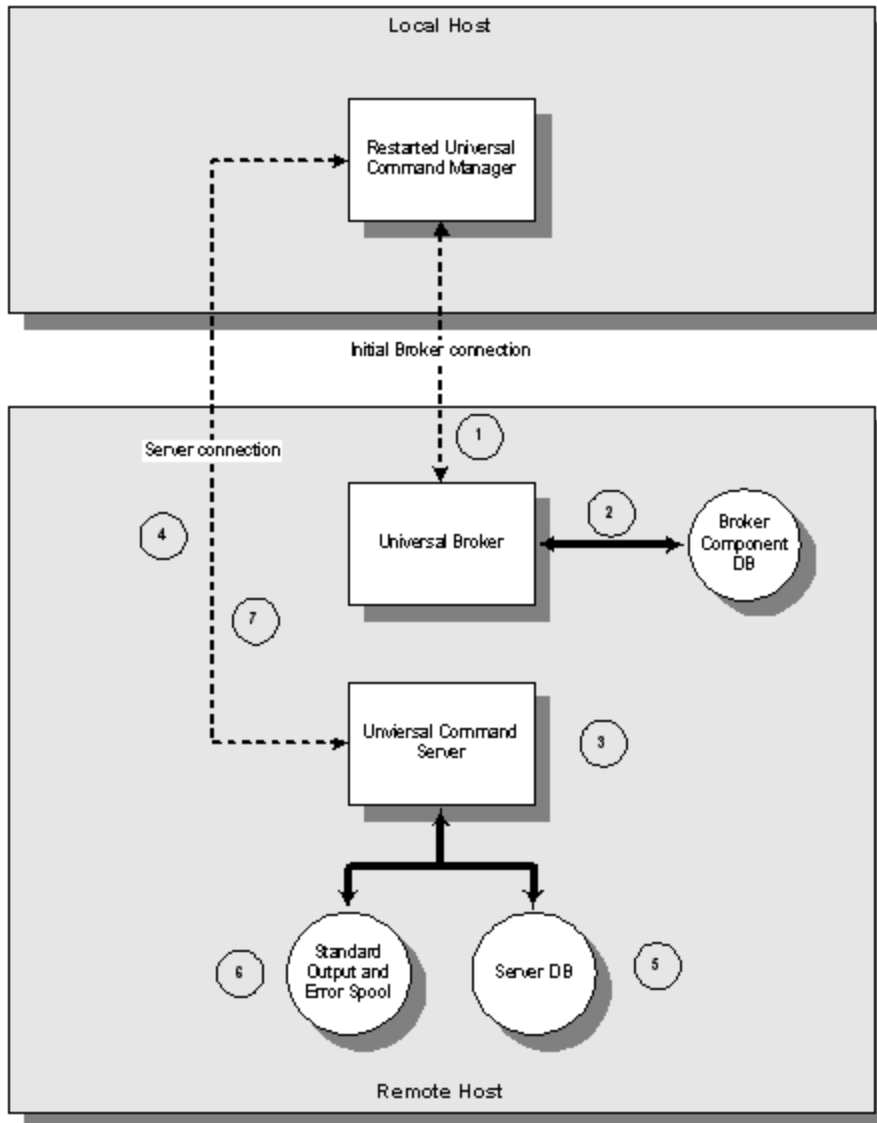 Local Host
Restarted Universal
Command Manager
Initial Broker connection
1
Server connection
2
Broker
Component
DB
Universal Broker
4
7
Unviersal Command
Server
3
Standard
Output and
Error Spool
6
Server DB
5
Remote Host